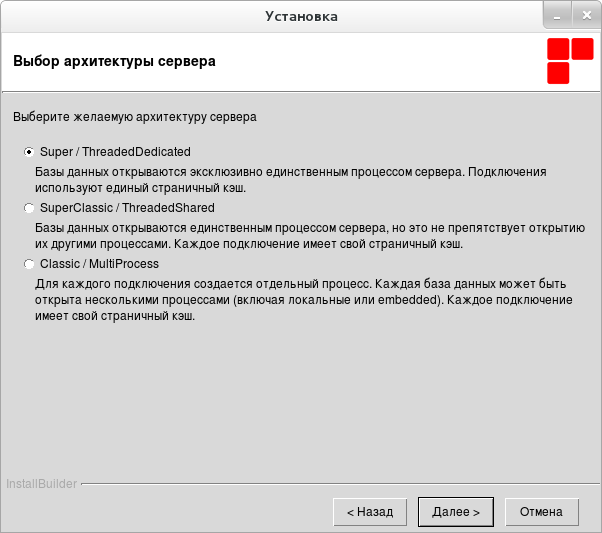 Установка
Выбор архитектуры сервера
Выберите желаемую архитектуру сервера
Super / ThreadedDedicated
Базы данных открываются эксклюзивно единственным процессом сервера. Подключения
используют единый страничный кэш.
SuperClassic / ThreadedShared
Базы данных открываются единственным процессом сервера, но это не препятствует открытию
их другими процессами. Каждое подключение имеет свой страничный кэш.
Classic / MultiProcess
Для каждого подключения создается отдельный процесс. Каждая база данных может быть
открыта несколькими процессами (включая локальные или embedded). Каждое подключение
имеет свой страничный кэш.
InstallBuilder
< Назад
Далее >
Отмена